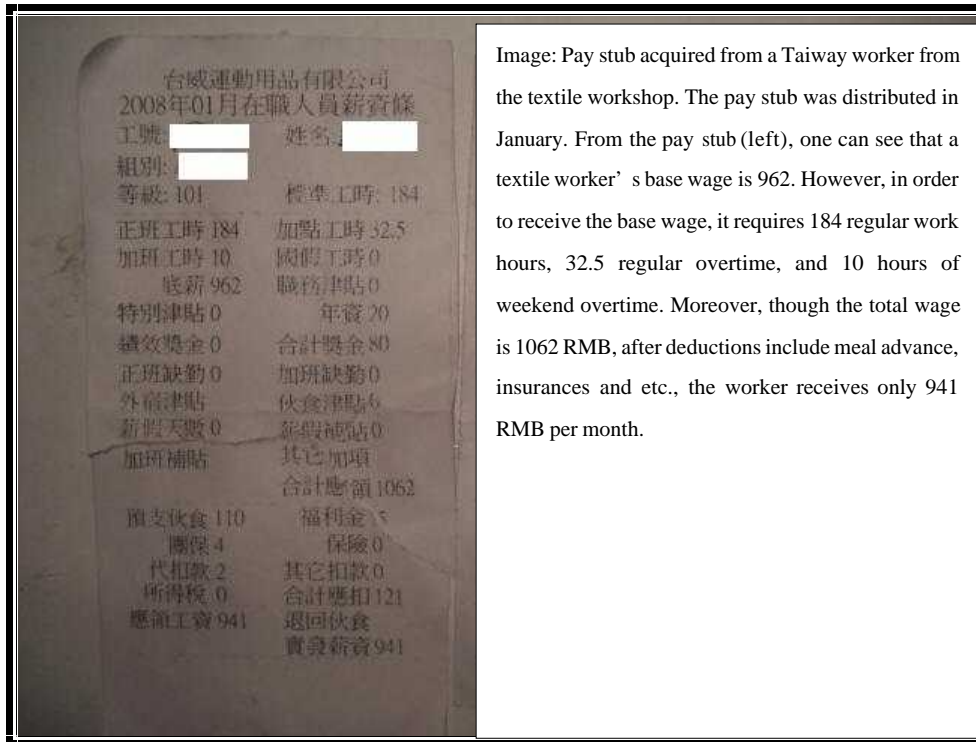 台威運動用品有限公司
2008年01月在職人員薪資條
工號: 姓名:
組別:
等級: 101 標準工時: 184
正班工時 184 加點工時 32.5
加班工時 10 國假工時 0
底薪 962 職務津貼 0
特別津貼 0 年資 20
績效獎金 0 合計獎金 80
正班缺勤 0 加班缺勤 0
外宿津貼 伙食津貼 6
薪假天數 0 薪假補貼 0
加班補貼 其它加項
合計應領 1062
預支伙食 110 福利金 5
團保 4 保險 0
代扣款 2 其它扣款 0
所得稅 0 合計應扣 121
應領工資 941 退回伙食
實發薪資 941
Image: Pay stub acquired from a Taiway worker from
the textile workshop. The pay stub was distributed in
January. From the pay stub (left), one can see that a
textile worker’ s base wage is 962. However, in order
to receive the base wage, it requires 184 regular work
hours, 32.5 regular overtime, and 10 hours of
weekend overtime. Moreover, though the total wage
is 1062 RMB, after deductions include meal advance,
insurances and etc., the worker receives only 941
RMB per month.